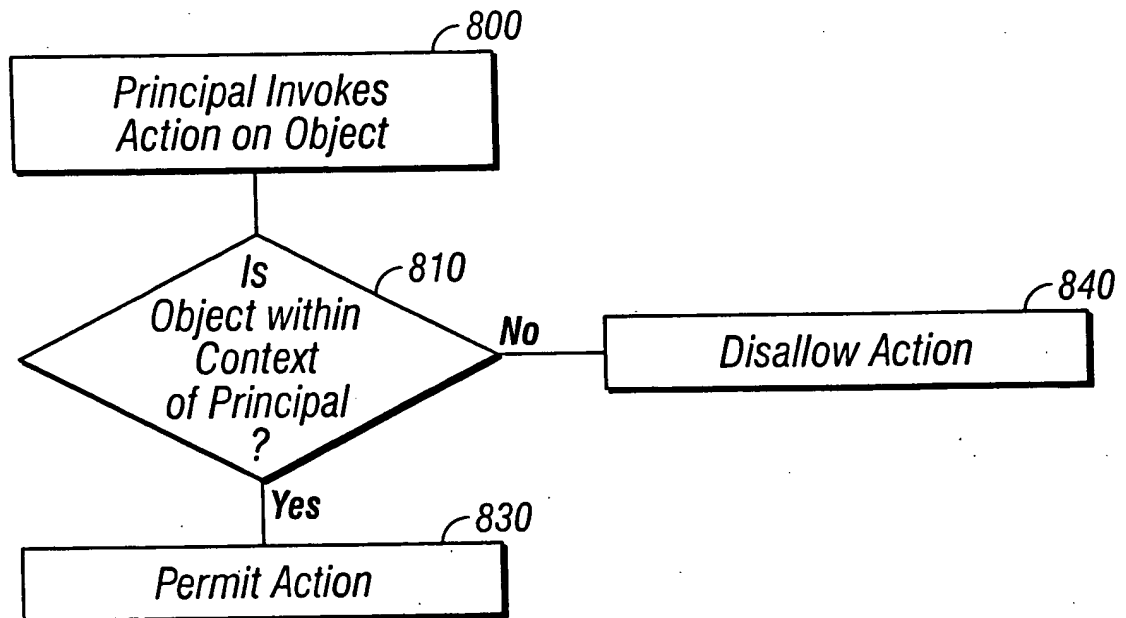 800
Principal Invokes
Action on Object
Is
Object within
Context
of Principal
?
810
No
840
Disallow Action
Yes
830
Permit Action